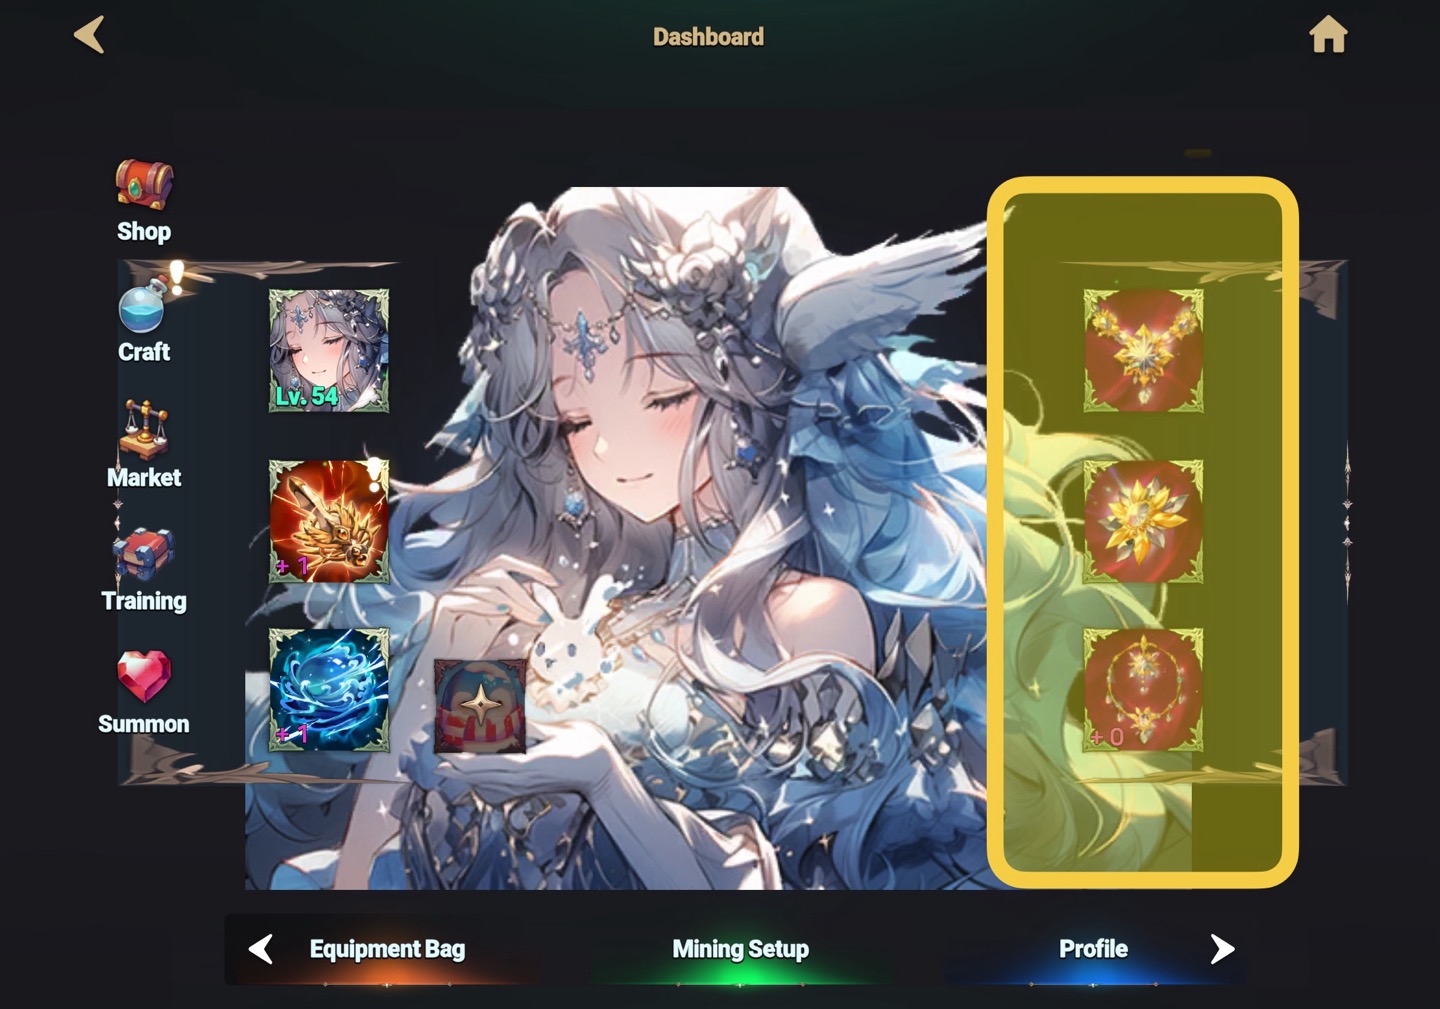 Dashboard
Shop
Craft
Market
Training
Summon
Lv. 54
+ 1
+ 1
+ 0
Equipment Bag
Mining Setup
Profile